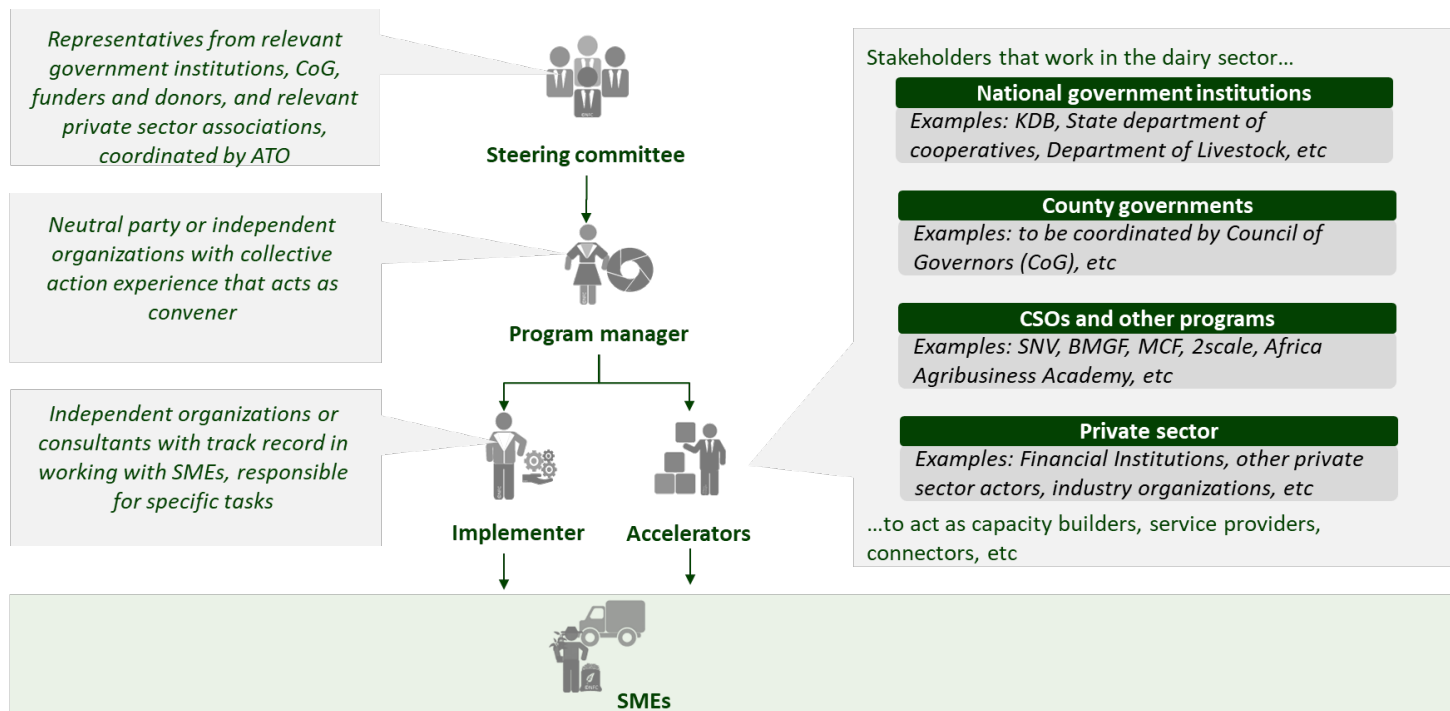 Representatives from relevant
government institutions, CoG,
funders and donors, and relevant
private sector associations,
coordinated by ATO
Steering committee
Neutral party or independent
organizations with collective
action experience that acts as
convener
Program manager
Independent organizations or
consultants with track record in
working with SMEs, responsible
for specific tasks
Implementer
Accelerators
Stakeholders that work in the dairy sector…
National government institutions
Examples: KDB, State department of
cooperatives, Department of Livestock, etc
County governments
Examples: to be coordinated by Council of
Governors (CoG), etc
CSOs and other programs
Examples: SNV, BMGF, MCF, 2scale, Africa
Agribusiness Academy, etc
Private sector
Examples: Financial Institutions, other private
sector actors, industry organizations, etc
…to act as capacity builders, service providers,
connectors, etc
SMEs